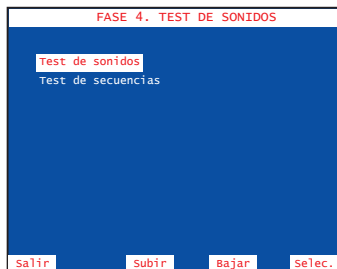 FASE 4. TEST DE SONIDOS
Test de sonidos
Test de secuencias
Salir Subir Bajar Selec.